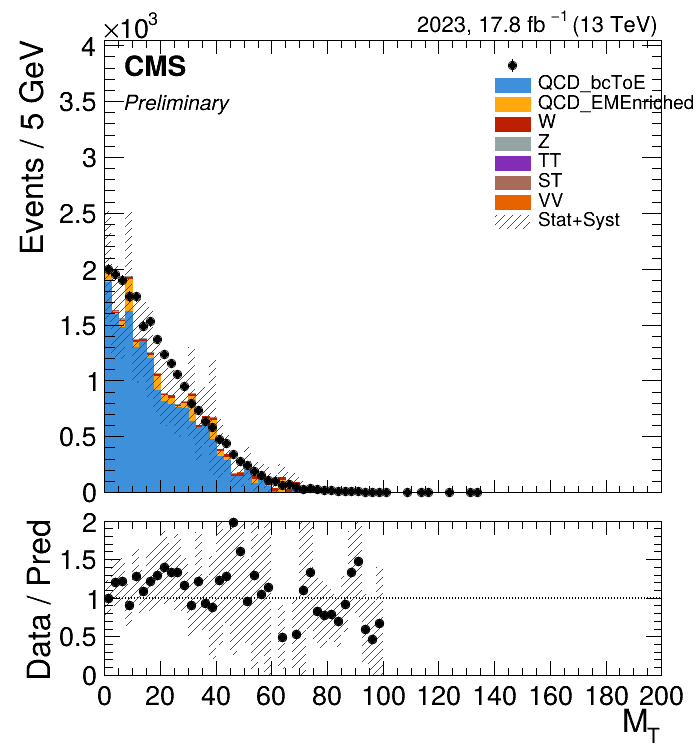 ×10³
2023, 17.8 fb⁻¹ (13 TeV)
CMS
Preliminary
Events / 5 GeV
4
3.5
3
2.5
2
1.5
1
0.5
0
QCD_bcToE
QCD_EMEnriched
W
Z
TT
ST
VV
Stat+Syst
Data / Pred
2
1.5
1
0.5
0
0 20 40 60 80 100 120 140 160 180 200
M_T